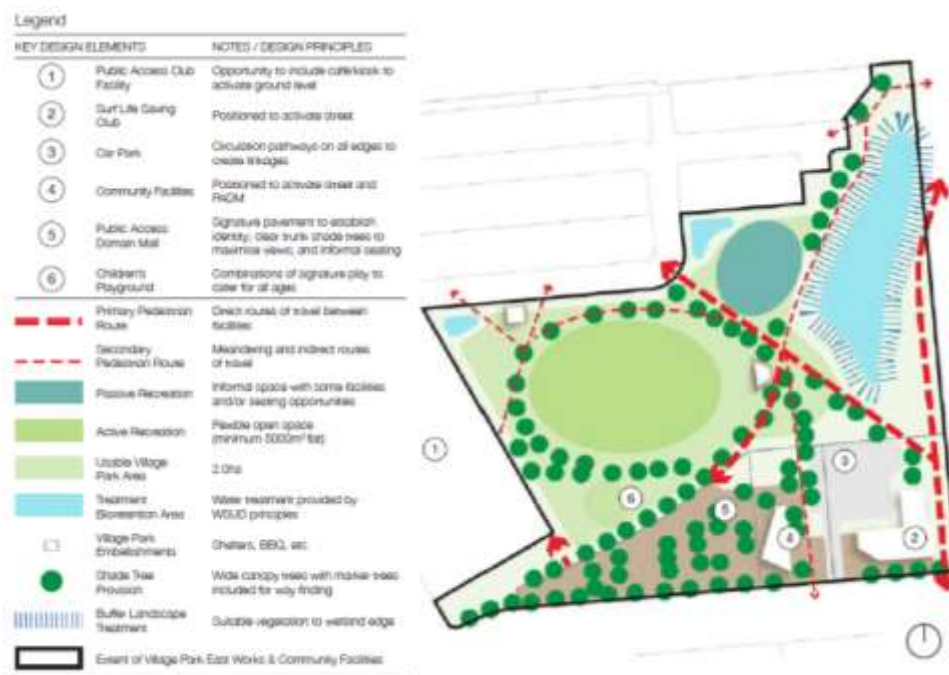 Legend
KEY DESIGN ELEMENTS NOTES / DESIGN PRINCIPLES
1 Public Access Club Facility Opportunity to include café/kiosk to activate ground level
2 Surf Life Saving Club Positioned to activate street
3 Car Park Circulation pathways on all edges to create linkages
4 Community Facilities Positioned to activate street and PADM
5 Public Access Domain Mall Signature pavement to establish identity, clear trunk shade trees to maximise views, and informal seating
6 Children's Playground Combinations of signature play to cater for all ages
Primary Pedestrian Route Direct routes of travel between facilities
Secondary Pedestrian Route Meandering and indirect routes of travel
Passive Recreation Informal space with some facilities and/or seating opportunities
Active Recreation Flexible open space (minimum 5000m² flat)
Usable Village Park Area 2.0ha
Treatment Bioretention Area Water treatment provided by WSUD principles
Village Park Embellishments Shelters, BBQ, etc.
Shade Tree Provision Wide canopy trees with marker trees included for way finding
Buffer Landscape Treatment Suitable vegetation to wetland edge
Extent of Village Park East Works & Community Facilities
1
3
6
5
4
2